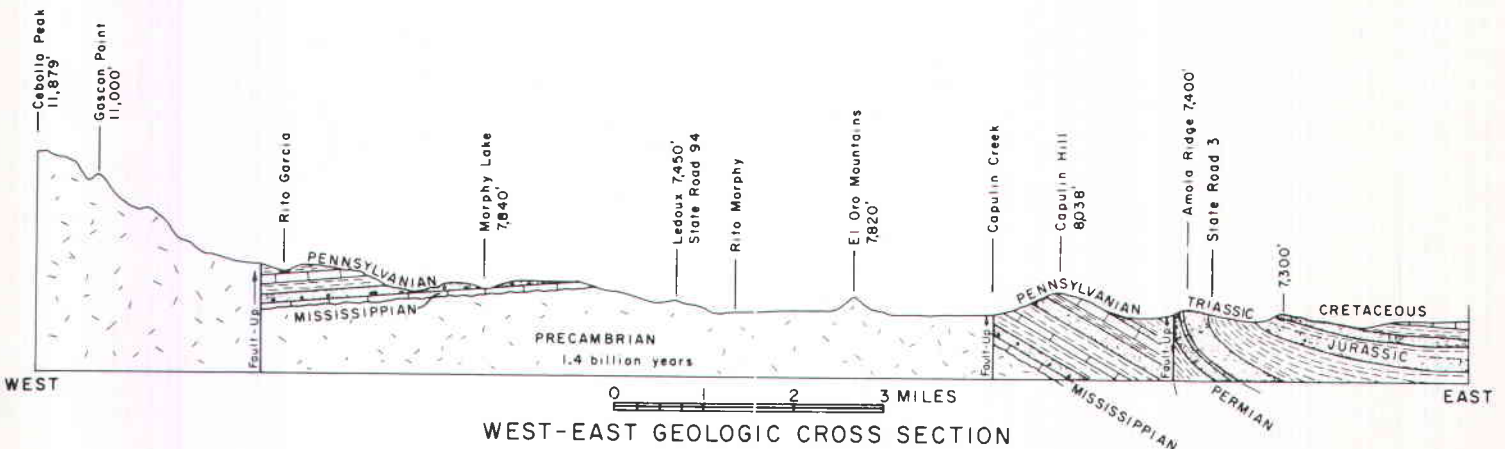 Cebolla Peak
11,879'
Gascon Point
11,000'
Rito Garcia
Morphy Lake
7,840'
Ledoux 7,450'
State Road 94
Rito Morphy
El Oro Mountains
7,820'
Capulin Creek
Capulin Hill
8,038'
Amola Ridge 7,400'
State Road 3
7,300'
Fault-Up
PENNSYLVANIAN
MISSISSIPPIAN
PRECAMBRIAN
1.4 billion years
Fault-Up
PENNSYLVANIAN
MISSISSIPPIAN
Fault-Up
TRIASSIC
PERMIAN
CRETACEOUS
JURASSIC
WEST
EAST
0 1 2 3 MILES
WEST-EAST GEOLOGIC CROSS SECTION